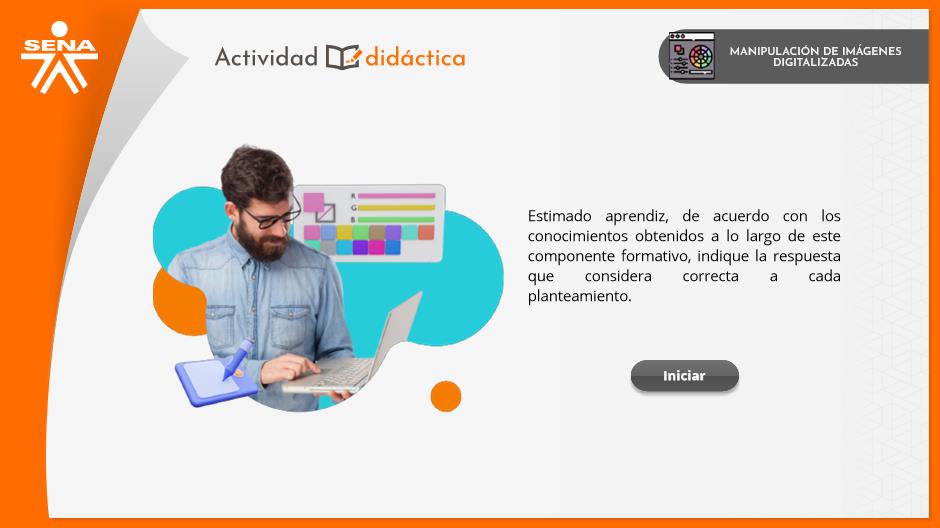 SENA
Actividad didáctica
MANIPULACIÓN DE IMÁGENES
DIGITALIZADAS
R
G
B
Estimado aprendiz, de acuerdo con los
conocimientos obtenidos a lo largo de este
componente formativo, indique la respuesta
que considera correcta a cada
planteamiento.
Iniciar